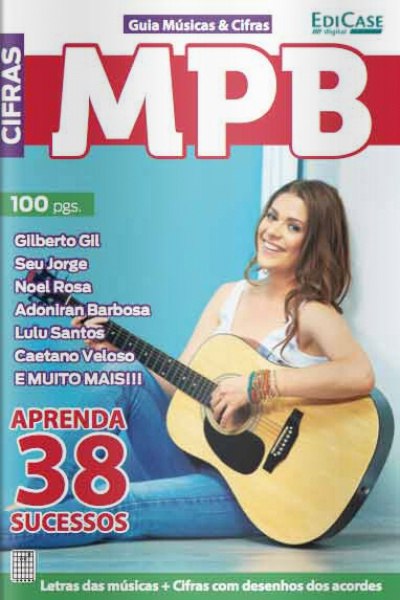 Guia Músicas & Cifras
EDICASE
digital
CIFRAS
MPB
100 pgs.
Gilberto Gil
Seu Jorge
Noel Rosa
Adoniran Barbosa
Lulu Santos
Caetano Veloso
E MUITO MAIS!!!
APRENDA
38
SUCESSOS
Letras das músicas + Cifras com desenhos dos acordes